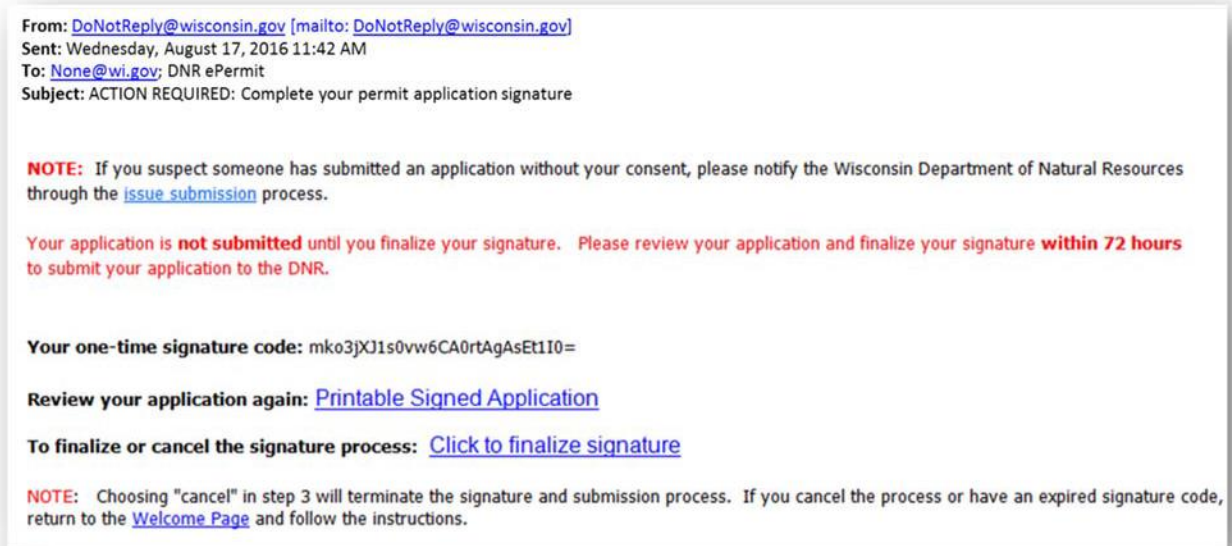 From: DoNotReply@wisconsin.gov [mailto: DoNotReply@wisconsin.gov]
Sent: Wednesday, August 17, 2016 11:42 AM
To: None@wi.gov; DNR ePermit
Subject: ACTION REQUIRED: Complete your permit application signature
NOTE: If you suspect someone has submitted an application without your consent, please notify the Wisconsin Department of Natural Resources
through the issue submission process.
Your application is not submitted until you finalize your signature. Please review your application and finalize your signature within 72 hours
to submit your application to the DNR.
Your one-time signature code: mko3jXJ1s0vw6CA0rtAgAsEt1I0=
Review your application again: Printable Signed Application
To finalize or cancel the signature process: Click to finalize signature
NOTE: Choosing "cancel" in step 3 will terminate the signature and submission process. If you cancel the process or have an expired signature code,
return to the Welcome Page and follow the instructions.